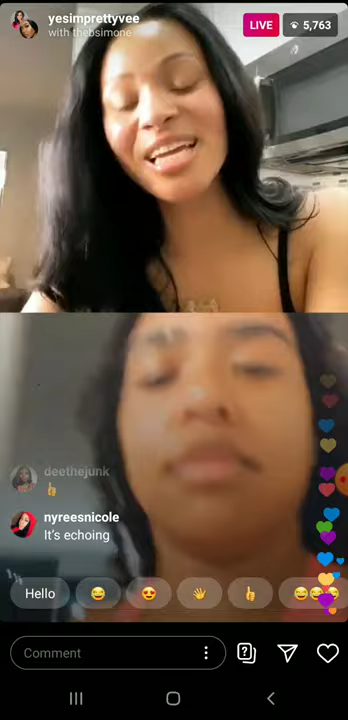 yesimprettyvee
with thebsimone
LIVE
5,763
deethejunk
👍
nyreesnicole
It's echoing
Hello 😂 😍 👋 👍 😂😂😂
Comment